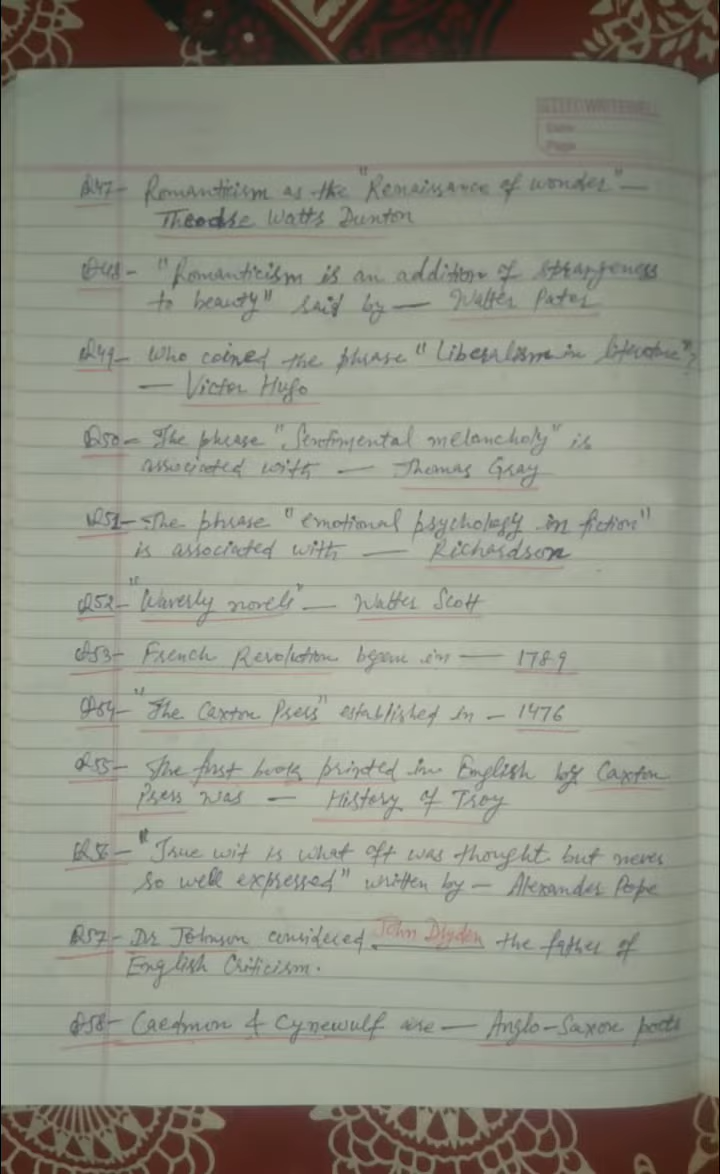 Q47- Romanticism as the "Renaissance of wonder" —
Theodse Watts Dunton
Q48- "Romanticism is an addition of strangeness
to beauty" said by — Walter Pater
Q49- Who coined the phrase "Liberalism in literature"?
— Victor Hugo
Q50- The phrase "Sentimental melancholy" is
associated with — Thomas Gray
Q51- The phrase "emotional psychology in fiction"
is associated with — Richardson
Q52- "Waverly novels" — Walter Scott
Q53- French Revolution began in — 1789
Q54- "The Caxton Press" established in - 1476
Q55- The first book printed in English by Caxton
Press was — History of Troy
Q56- "True wit is what oft was thought but never
so well expressed" written by - Alexander Pope
Q57- Dr Johnson considered John Dryden the father of
English Criticism.
Q58- Caedmon & Cynewulf are — Anglo-Saxon poets